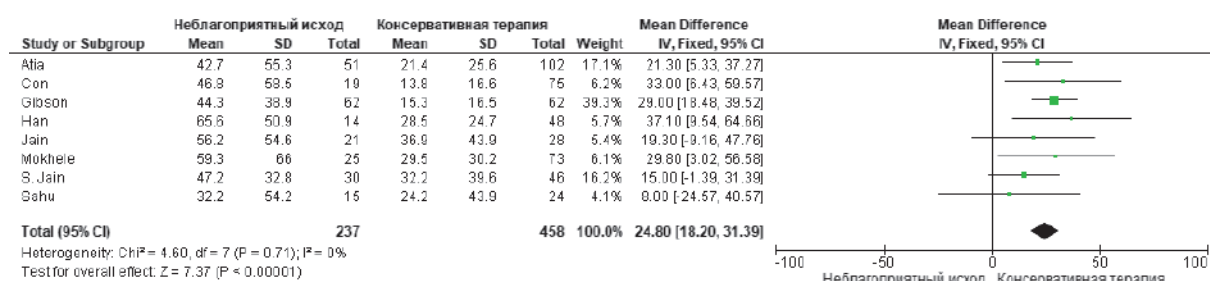 Неблагоприятный исход Консервативная терапия Mean Difference Mean Difference
Study or Subgroup Mean SD Total Mean SD Total Weight IV, Fixed, 95% CI IV, Fixed, 95% CI
Atia 42.7 55.3 51 21.4 25.6 102 17.1% 21.30 [5.33, 37.27]
Con 46.8 58.5 19 13.8 16.6 75 6.2% 33.00 [6.43, 59.57]
Gibson 44.3 38.9 62 15.3 16.5 62 39.3% 29.00 [18.48, 39.52]
Han 65.6 50.9 14 28.5 24.7 48 5.7% 37.10 [9.54, 64.66]
Jain 56.2 54.6 21 36.9 43.9 28 5.4% 19.30 [-9.16, 47.76]
Mokhele 59.3 66 25 29.5 30.2 73 6.1% 29.80 [3.02, 56.58]
S. Jain 47.2 32.8 30 32.2 39.6 46 16.2% 15.00 [-1.39, 31.39]
Sahu 32.2 54.2 15 24.2 43.9 24 4.1% 8.00 [-24.57, 40.57]
Total (95% CI) 237 458 100.0% 24.80 [18.20, 31.39]
Heterogeneity: Chi² = 4.60, df = 7 (P = 0.71); I² = 0%
Test for overall effect: Z = 7.37 (P < 0.00001)
-100 -50 0 50 100
Неблагоприятный исход Консервативная терапия